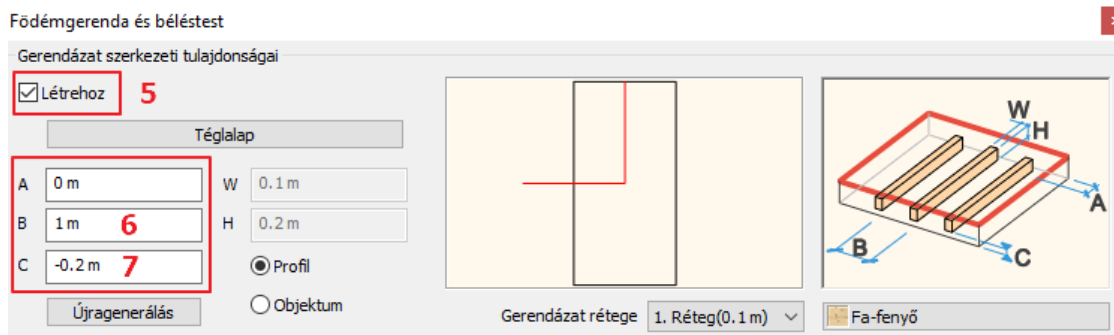 Födémgerenda és béléstest
Gerendázat szerkezeti tulajdonságai
Létrehoz 5
Téglalap
A 0 m W 0.1 m
B 1 m 6 H 0.2 m
C -0.2 m 7 Profil
Újragenerálás Objektum
Gerendázat rétege 1. Réteg(0.1 m) Fa-fenyő
W
H
A
B
C